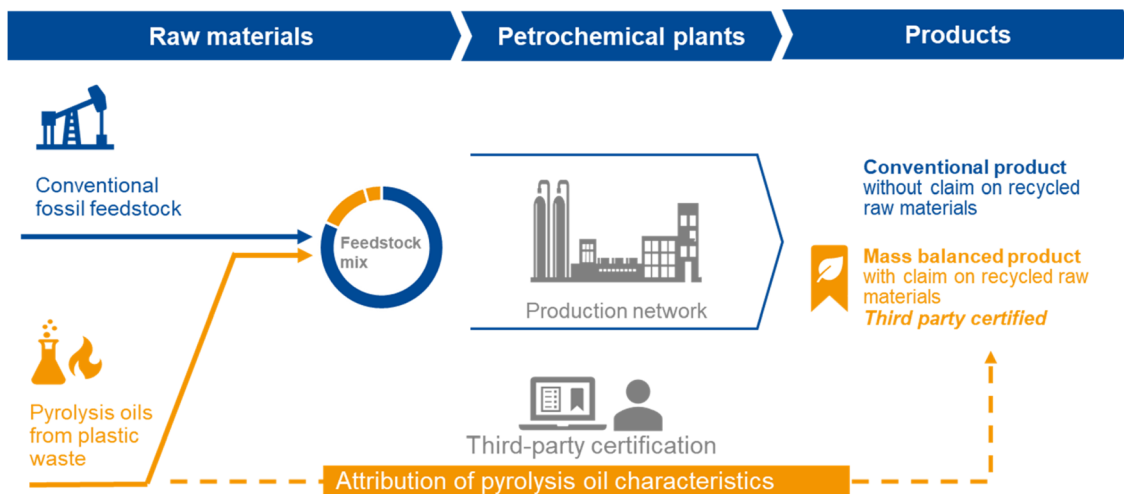 Raw materials
Petrochemical plants
Products
Conventional
fossil feedstock
Feedstock
mix
Pyrolysis oils
from plastic
waste
Production network
Third-party certification
Conventional product
without claim on recycled
raw materials
Mass balanced product
with claim on recycled raw
materials
Third party certified
Attribution of pyrolysis oil characteristics